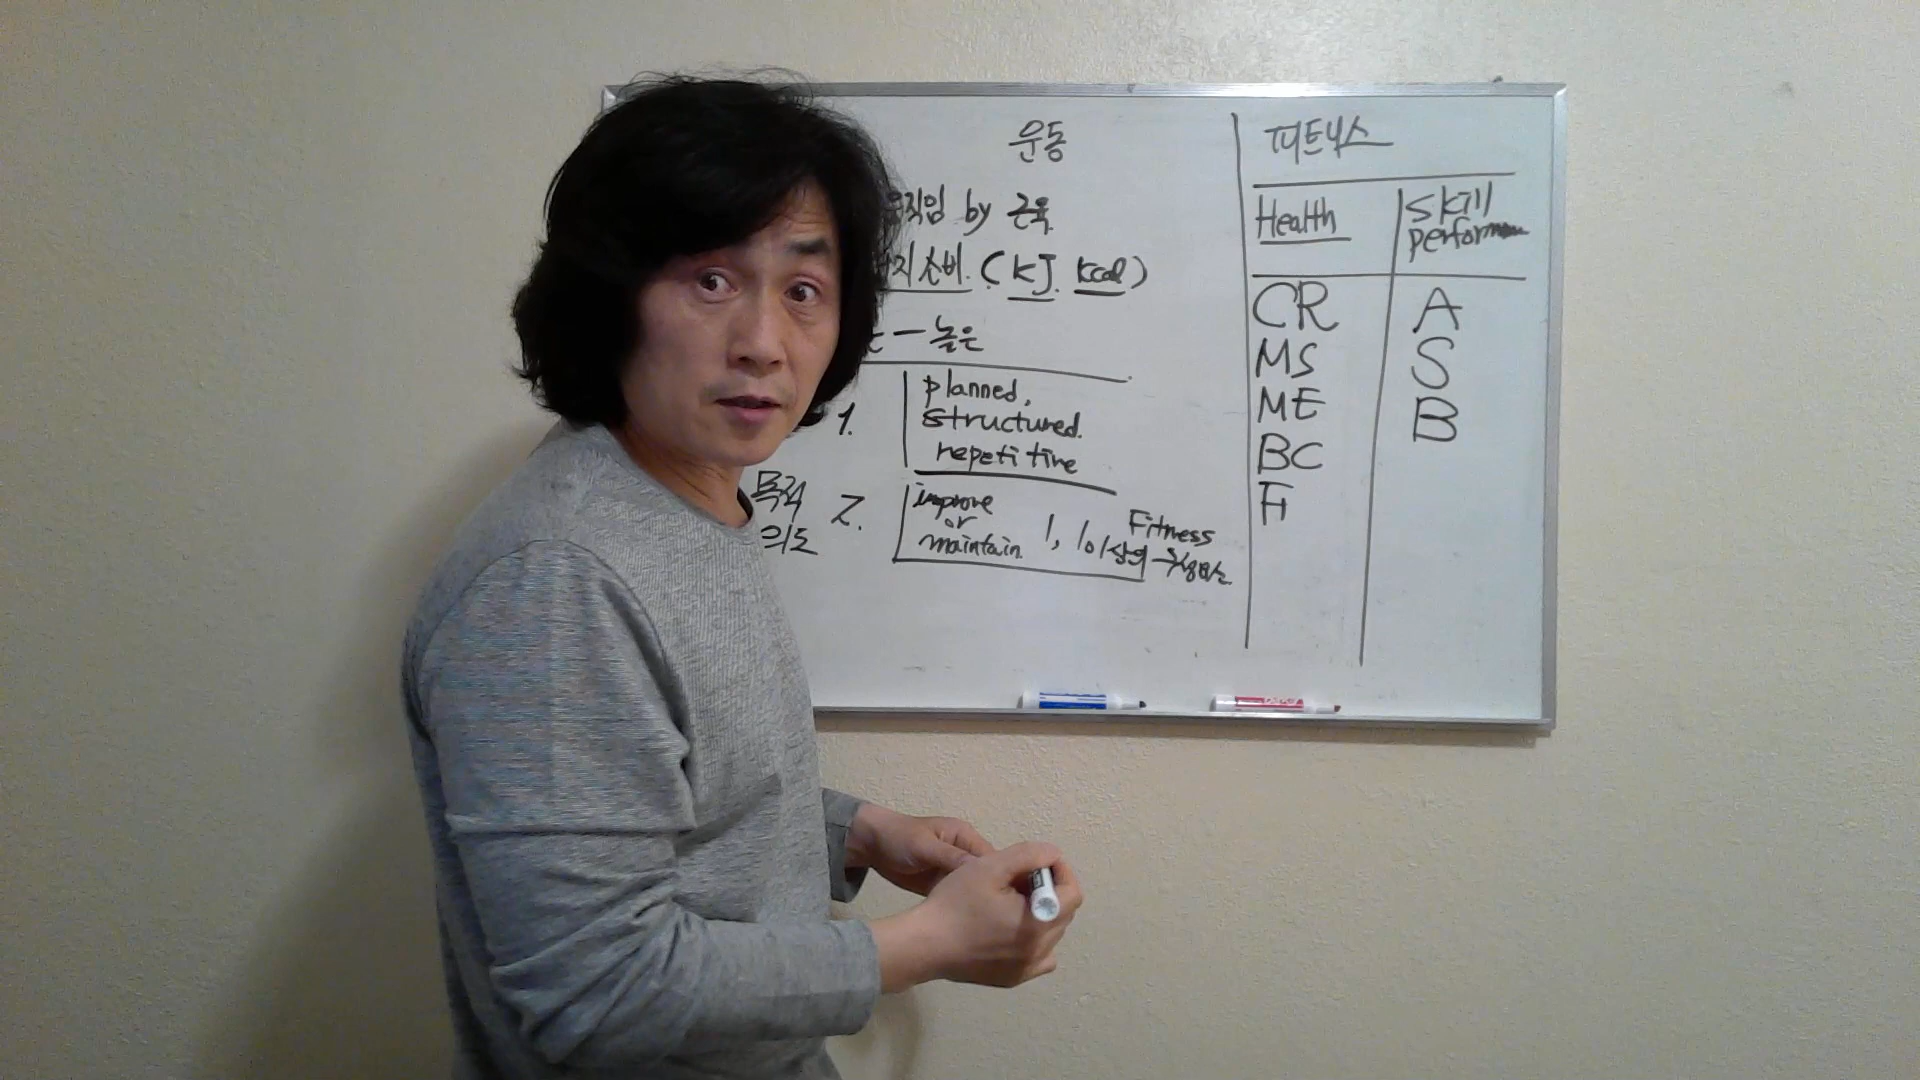 운동
움직임 by 근육
지 소비. (KJ. Kcal)
– 높은
1. planned,
structured.
repetitive
목적
의도
2. improve
or
maintain 1, 1이상의
Fitness
피트니스
Health
Skill
perform
CR
MS
ME
BC
Fl
A
S
B